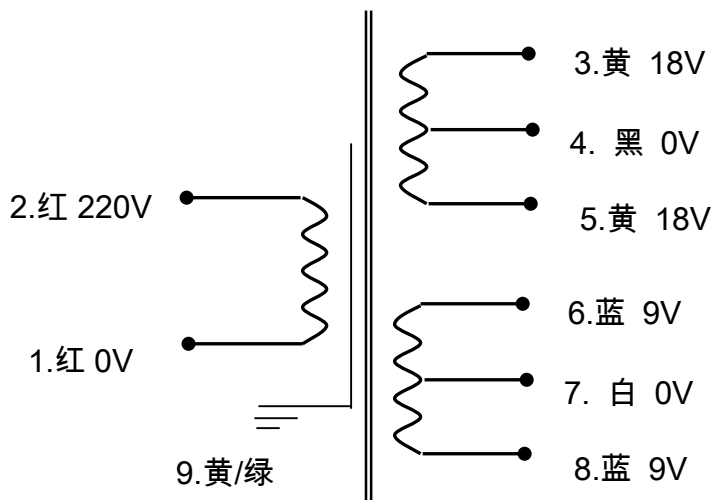 3.黄 18V
4. 黑 0V
2.红 220V
5.黄 18V
6.蓝 9V
1.红 0V
7. 白 0V
9.黄/绿
8.蓝 9V